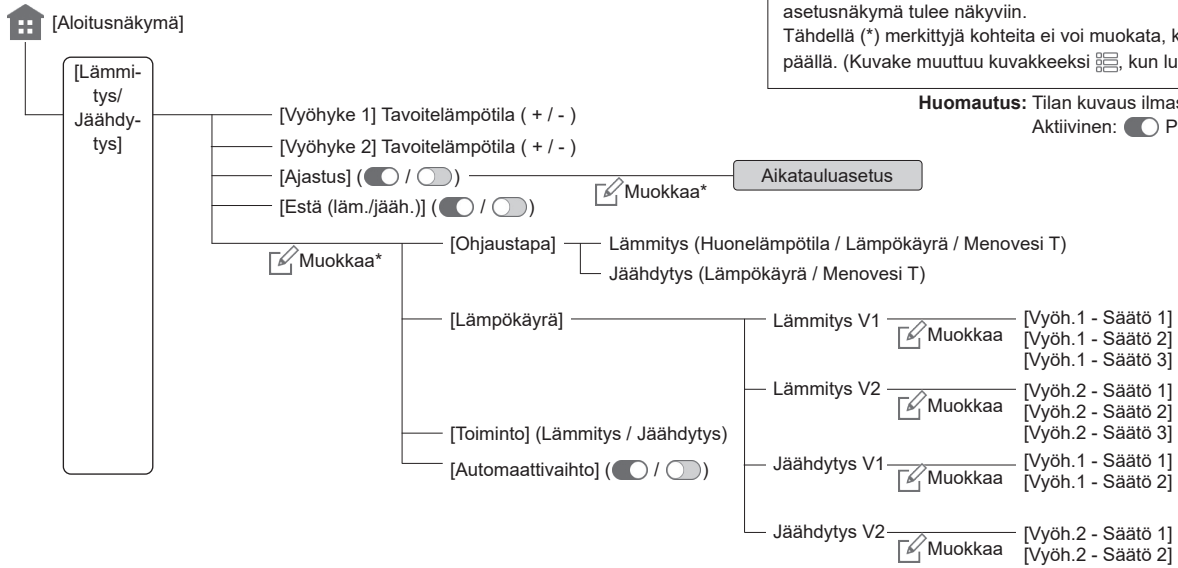 asetusnäkymä tulee näkyviin.
Tähdellä (*) merkittyjä kohteita ei voi muokata, k
päällä. (Kuvake muuttuu kuvakkeeksi , kun lu
Huomautus: Tilan kuvaus ilmas
Aktiivinen: P
[Aloitusnäkymä]
[Lämmi-
tys/
Jäähdy-
tys]
[Vyöhyke 1] Tavoitelämpötila ( + / - )
[Vyöhyke 2] Tavoitelämpötila ( + / - )
[Ajastus] ( / )
Muokkaa*
Aikatauluasetus
[Estä (läm./jääh.)] ( / )
Muokkaa*
[Ohjaustapa]
Lämmitys (Huonelämpötila / Lämpökäyrä / Menovesi T)
Jäähdytys (Lämpökäyrä / Menovesi T)
[Lämpökäyrä]
Lämmitys V1
Muokkaa
[Vyöh.1 - Säätö 1]
[Vyöh.1 - Säätö 2]
[Vyöh.1 - Säätö 3]
Lämmitys V2
Muokkaa
[Vyöh.2 - Säätö 1]
[Vyöh.2 - Säätö 2]
[Vyöh.2 - Säätö 3]
Jäähdytys V1
Muokkaa
[Vyöh.1 - Säätö 1]
[Vyöh.1 - Säätö 2]
Jäähdytys V2
Muokkaa
[Vyöh.2 - Säätö 1]
[Vyöh.2 - Säätö 2]
[Toiminto] (Lämmitys / Jäähdytys)
[Automaattivaihto] ( / )